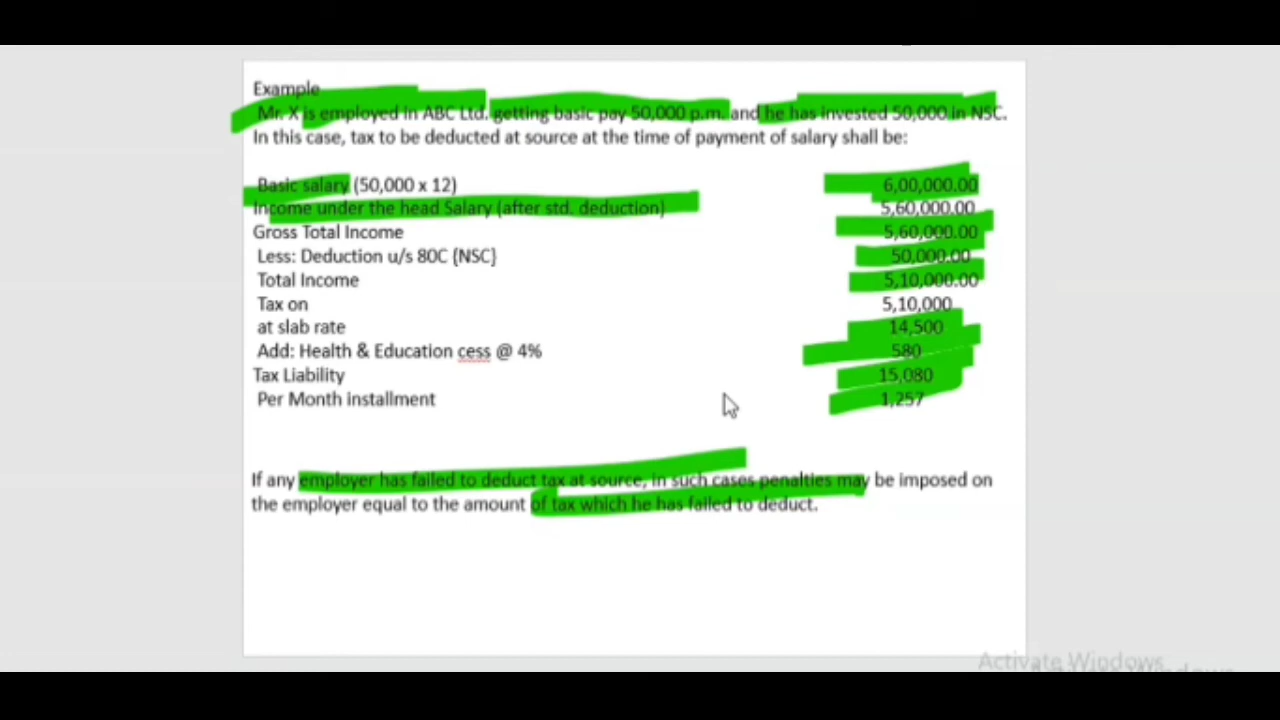 Example
Mr. X is employed in ABC Ltd. getting basic pay 50,000 p.m. and he has invested 50,000 in NSC.
In this case, tax to be deducted at source at the time of payment of salary shall be:
Basic salary (50,000 x 12) 6,00,000.00
Income under the head Salary (after std. deduction) 5,60,000.00
Gross Total Income 5,60,000.00
Less: Deduction u/s 80C {NSC} 50,000.00
Total Income 5,10,000.00
Tax on 5,10,000
at slab rate 14,500
Add: Health & Education cess @ 4% 580
Tax Liability 15,080
Per Month installment 1,257
If any employer has failed to deduct tax at source, in such cases penalties may be imposed on
the employer equal to the amount of tax which he has failed to deduct.
Activate Windows